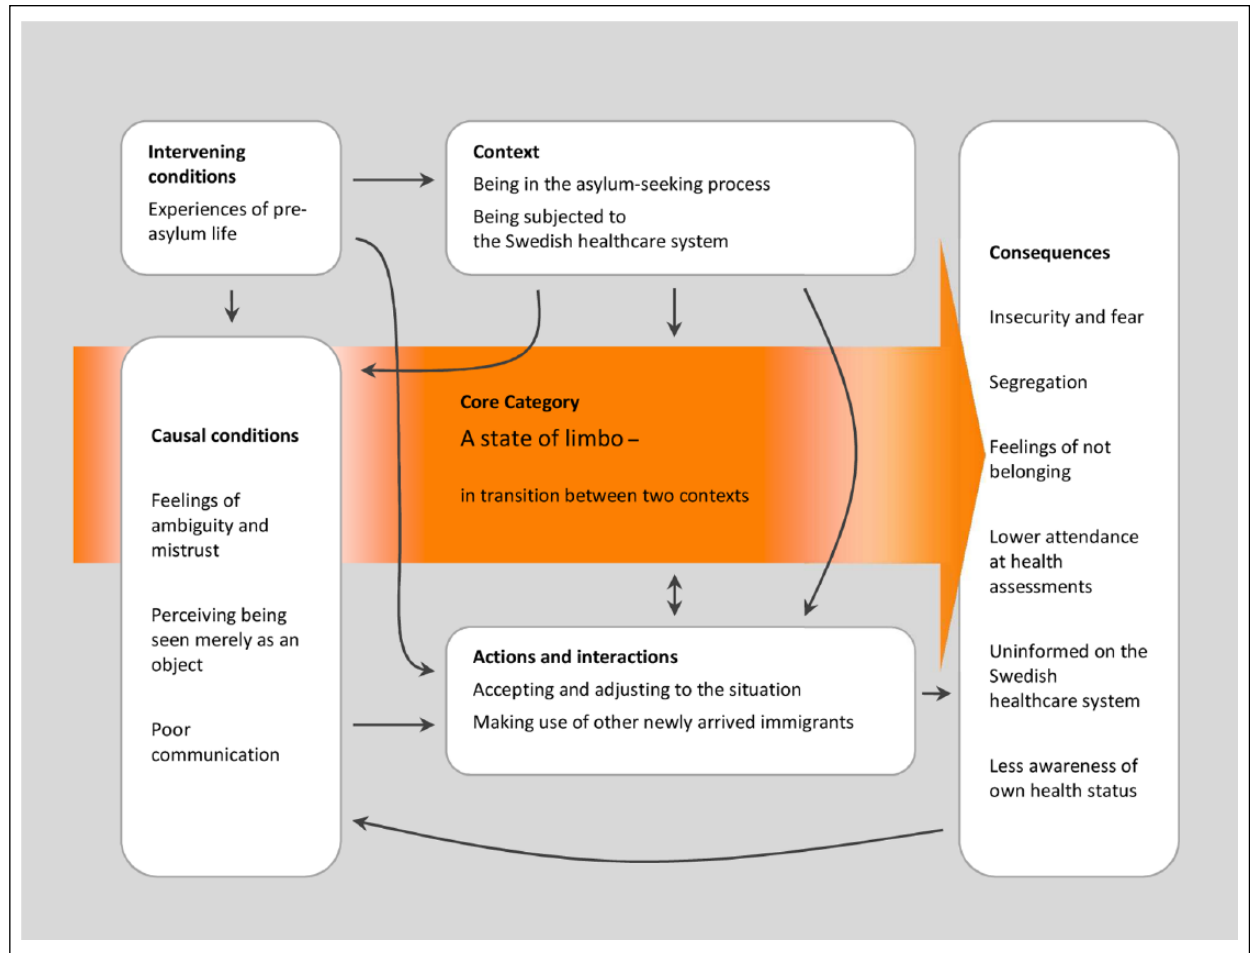 Intervening
conditions
Experiences of pre-
asylum life
Context
Being in the asylum-seeking process
Being subjected to
the Swedish healthcare system
Causal conditions
Feelings of
ambiguity and
mistrust
Perceiving being
seen merely as an
object
Poor
communication
Core Category
A state of limbo –
in transition between two contexts
Actions and interactions
Accepting and adjusting to the situation
Making use of other newly arrived immigrants
Consequences
Insecurity and fear
Segregation
Feelings of not
belonging
Lower attendance
at health
assessments
Uninformed on the
Swedish
healthcare system
Less awareness of
own health status